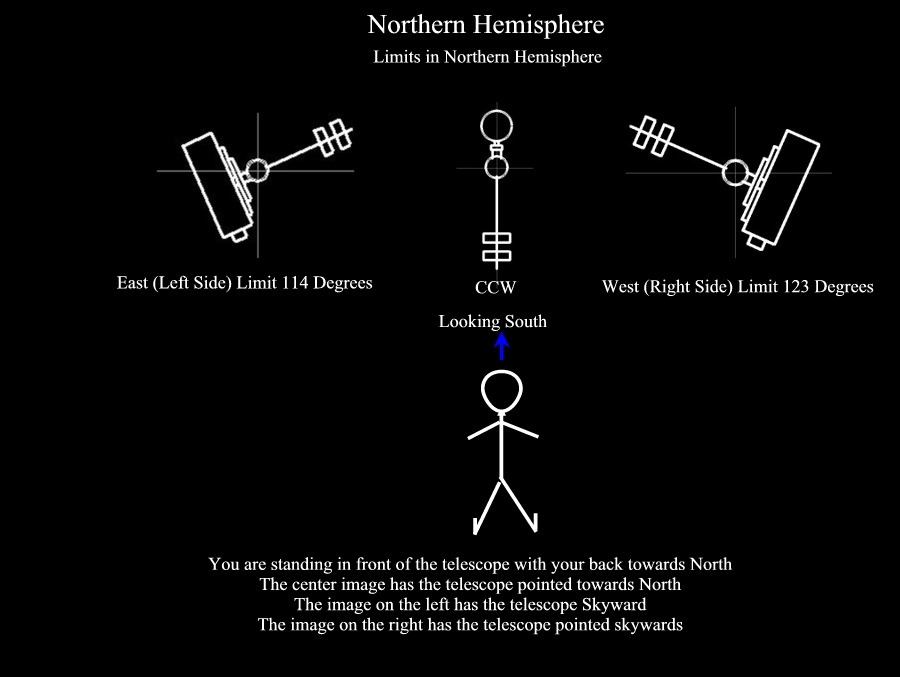 Northern Hemisphere
Limits in Northern Hemisphere
East (Left Side) Limit 114 Degrees
CCW
West (Right Side) Limit 123 Degrees
Looking South
You are standing in front of the telescope with your back towards North
The center image has the telescope pointed towards North
The image on the left has the telescope Skyward
The image on the right has the telescope pointed skywards